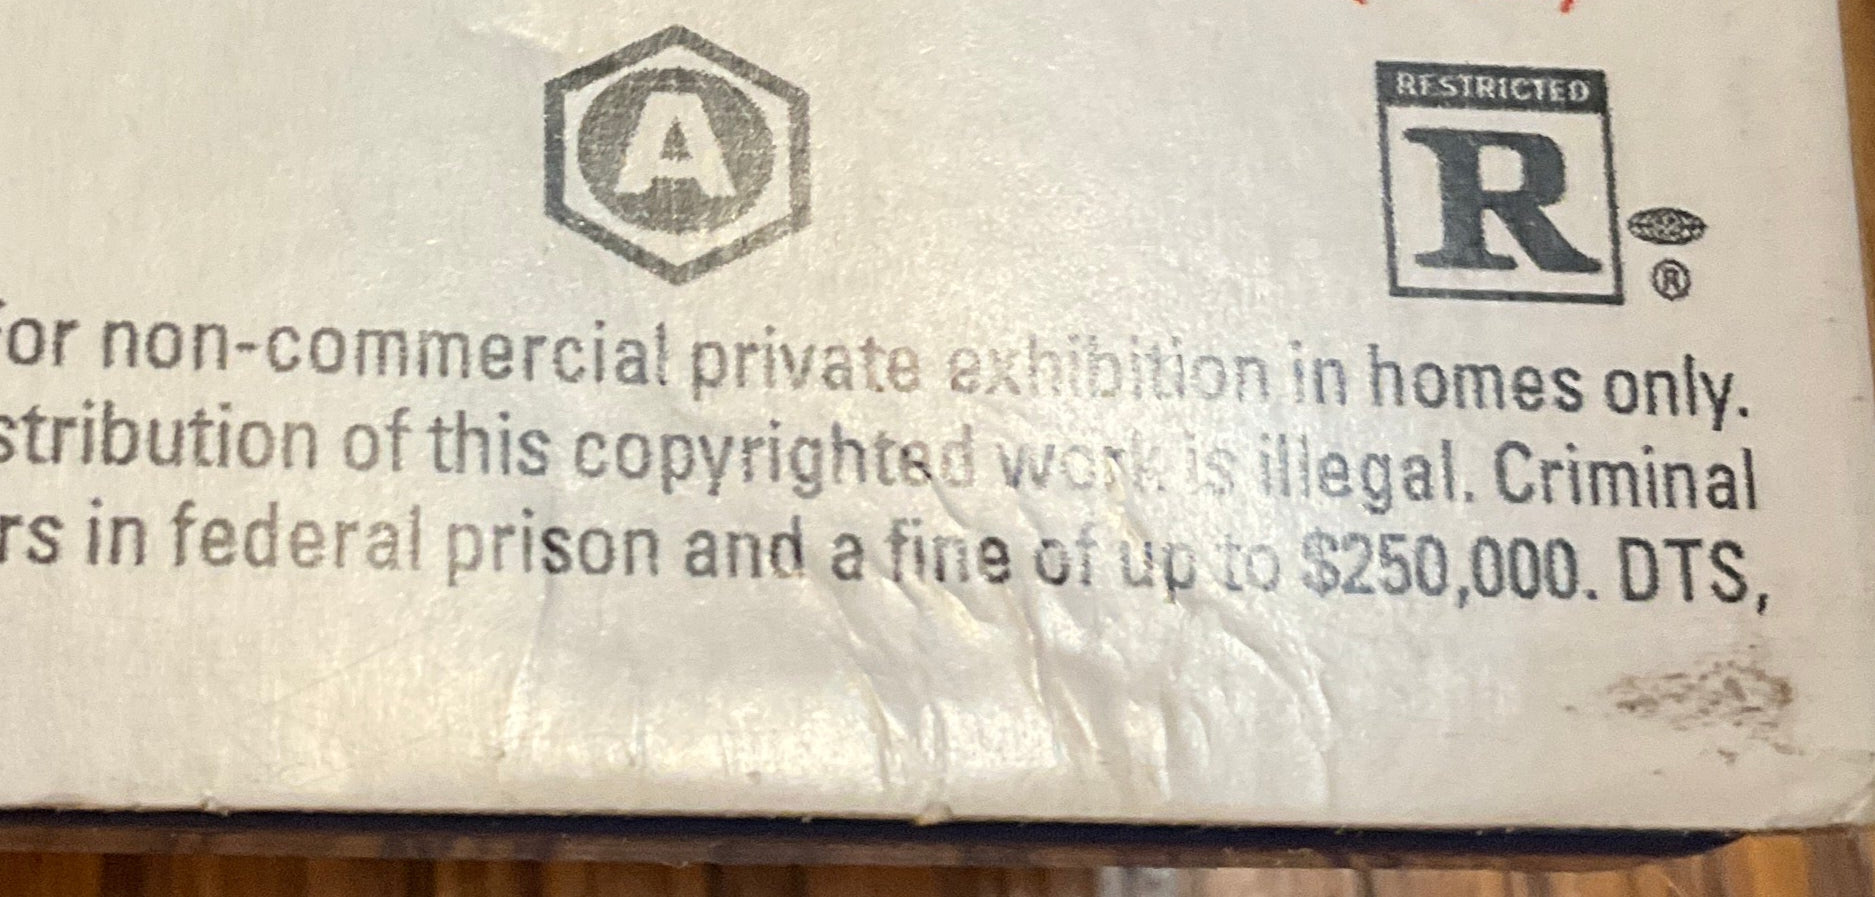 A
RESTRICTED
R
®
or non-commercial private exhibition in homes only.
stribution of this copyrighted work is illegal. Criminal
rs in federal prison and a fine of up to $250,000. DTS,